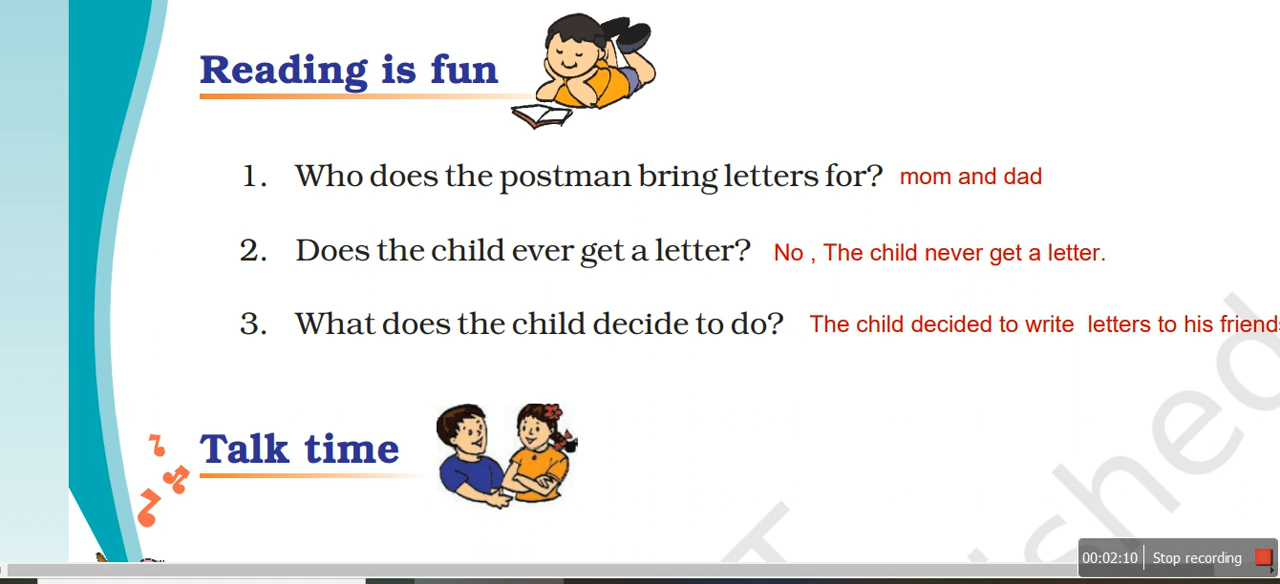 Reading is fun
1. Who does the postman bring letters for? mom and dad
2. Does the child ever get a letter? No , The child never get a letter.
3. What does the child decide to do? The child decided to write letters to his friend
Talk time
shed
00:02:10 Stop recording